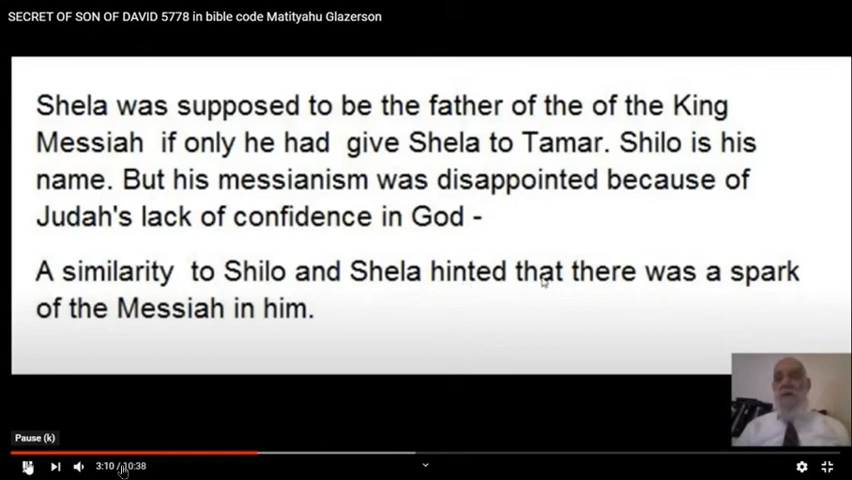 SECRET OF SON OF DAVID 5778 in bible code Matityahu Glazerson
Shela was supposed to be the father of the of the King
Messiah if only he had give Shela to Tamar. Shilo is his
name. But his messianism was disappointed because of
Judah's lack of confidence in God -
A similarity to Shilo and Shela hinted that there was a spark
of the Messiah in him.
Pause (k)
3:10 / 10:38